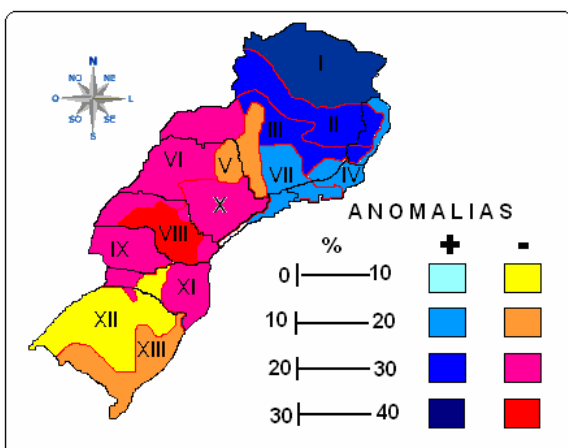 N
NO NE
O L
SO SE
S
I
II
III
IV
V
VI
VII
VIII
IX
X
XI
XII
XIII
ANOMALIAS
% + -
0 10
10 20
20 30
30 40